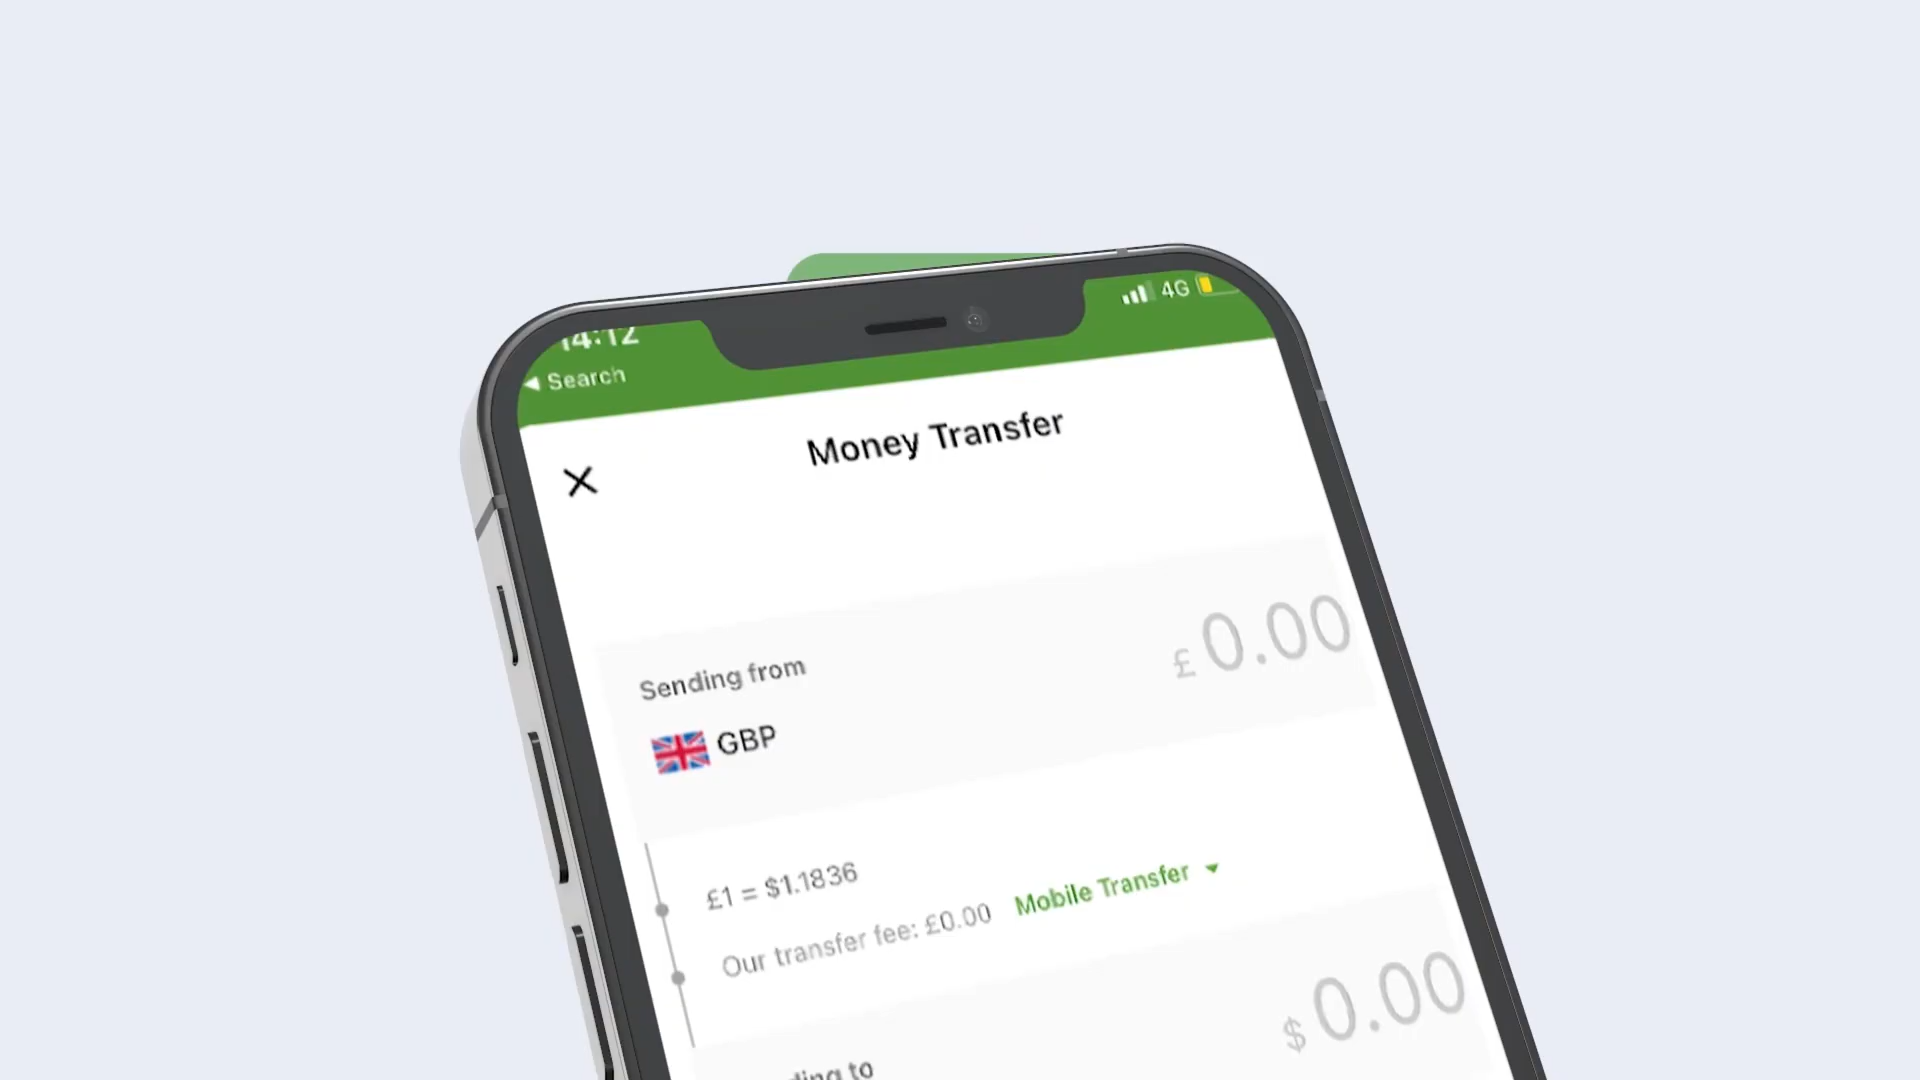 14:12
4G
◀ Search
Money Transfer
Sending from
£ 0.00
GBP
£1 = $1.1836
Our transfer fee: £0.00 Mobile Transfer
$ 0.00
to